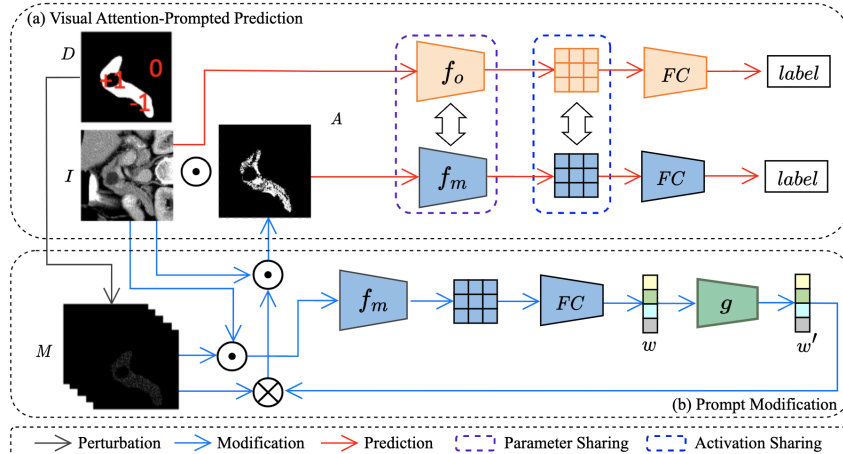 (a) Visual Attention-Prompted Prediction
D
+1
0
-1
I
A
f_o
FC
label
f_m
FC
label
M
f_m
FC
w
g
w'
(b) Prompt Modification
Perturbation Modification Prediction Parameter Sharing Activation Sharing